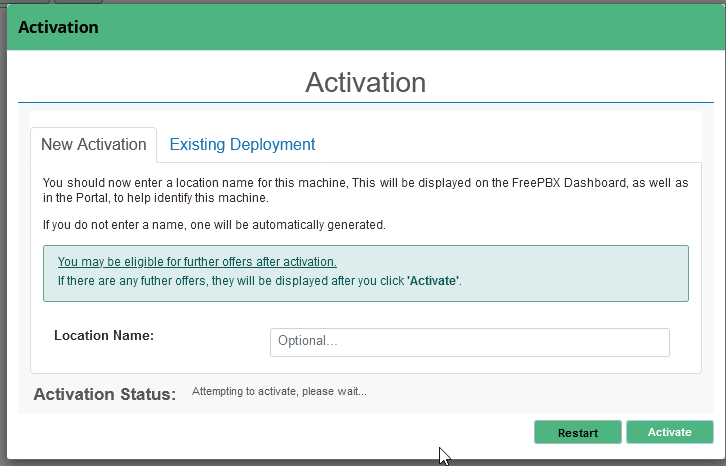 Activation
Activation
New Activation
Existing Deployment
You should now enter a location name for this machine, This will be displayed on the FreePBX Dashboard, as well as
in the Portal, to help identify this machine.
If you do not enter a name, one will be automatically generated.
You may be eligible for further offers after activation.
If there are any futher offers, they will be displayed after you click 'Activate'.
Location Name:
Optional...
Activation Status:
Attempting to activate, please wait...
Restart
Activate